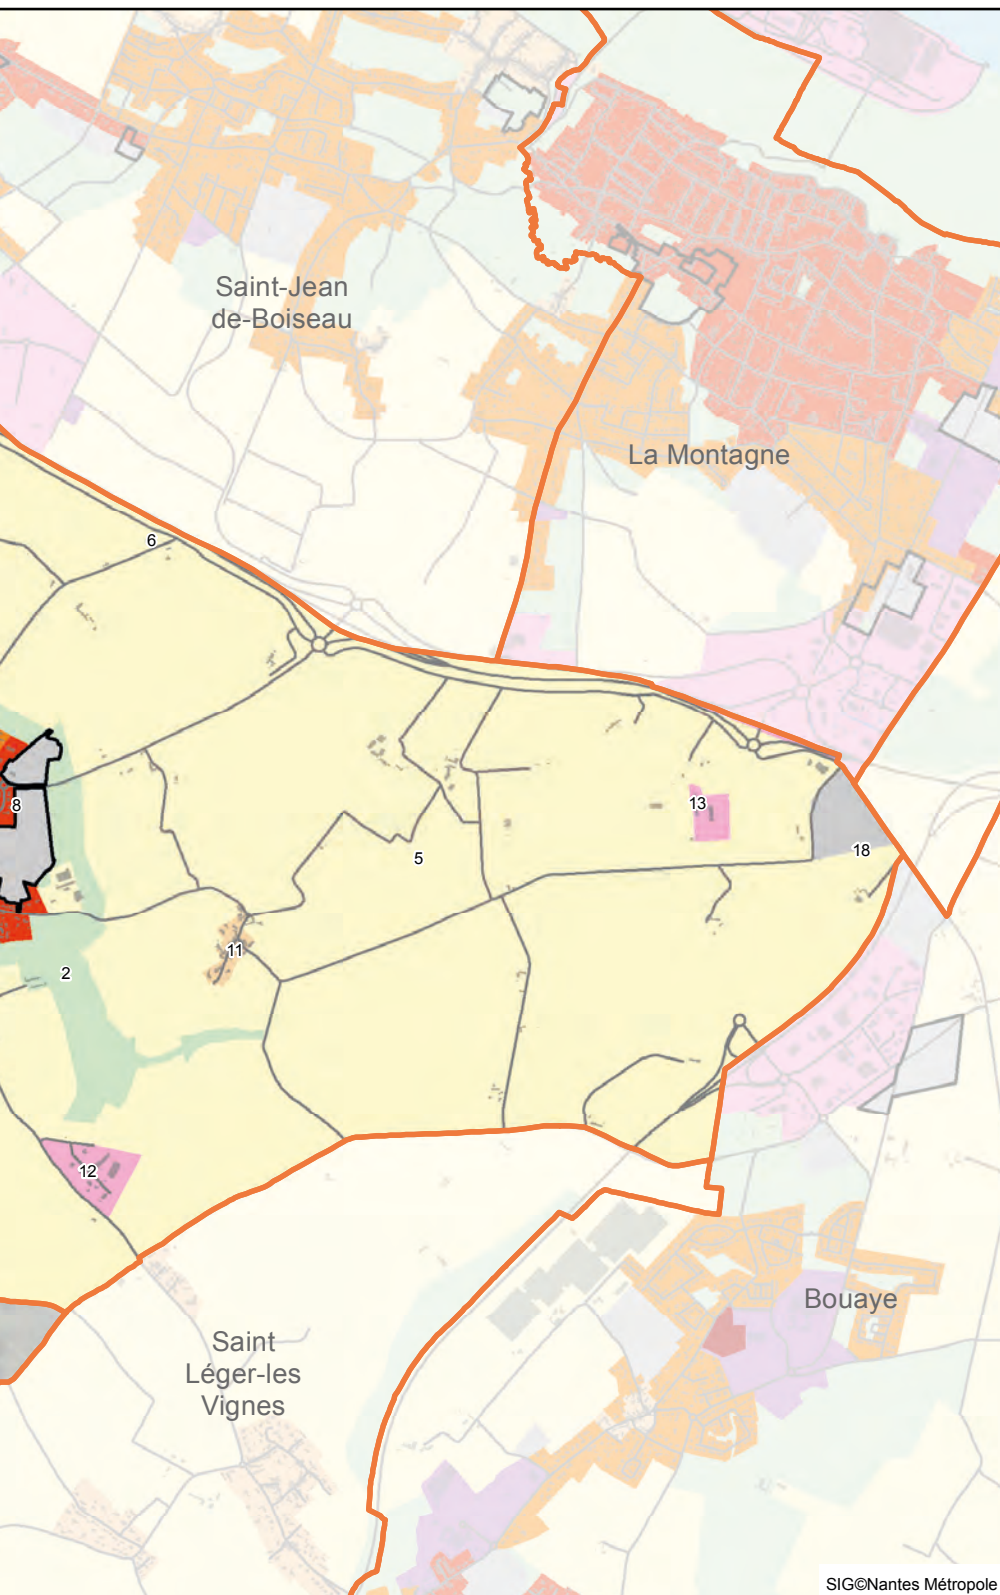 Saint-Jean
de-Boiseau
La Montagne
6
8
13
18
5
11
2
12
Bouaye
Saint
Léger-les
Vignes
SIG©Nantes Métropole